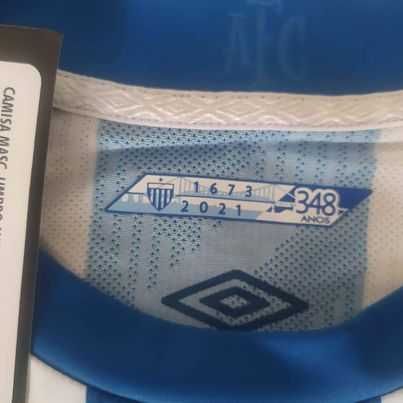 AFC
CAMISA MASC. UMBRO
1673
2021
348
ANOS